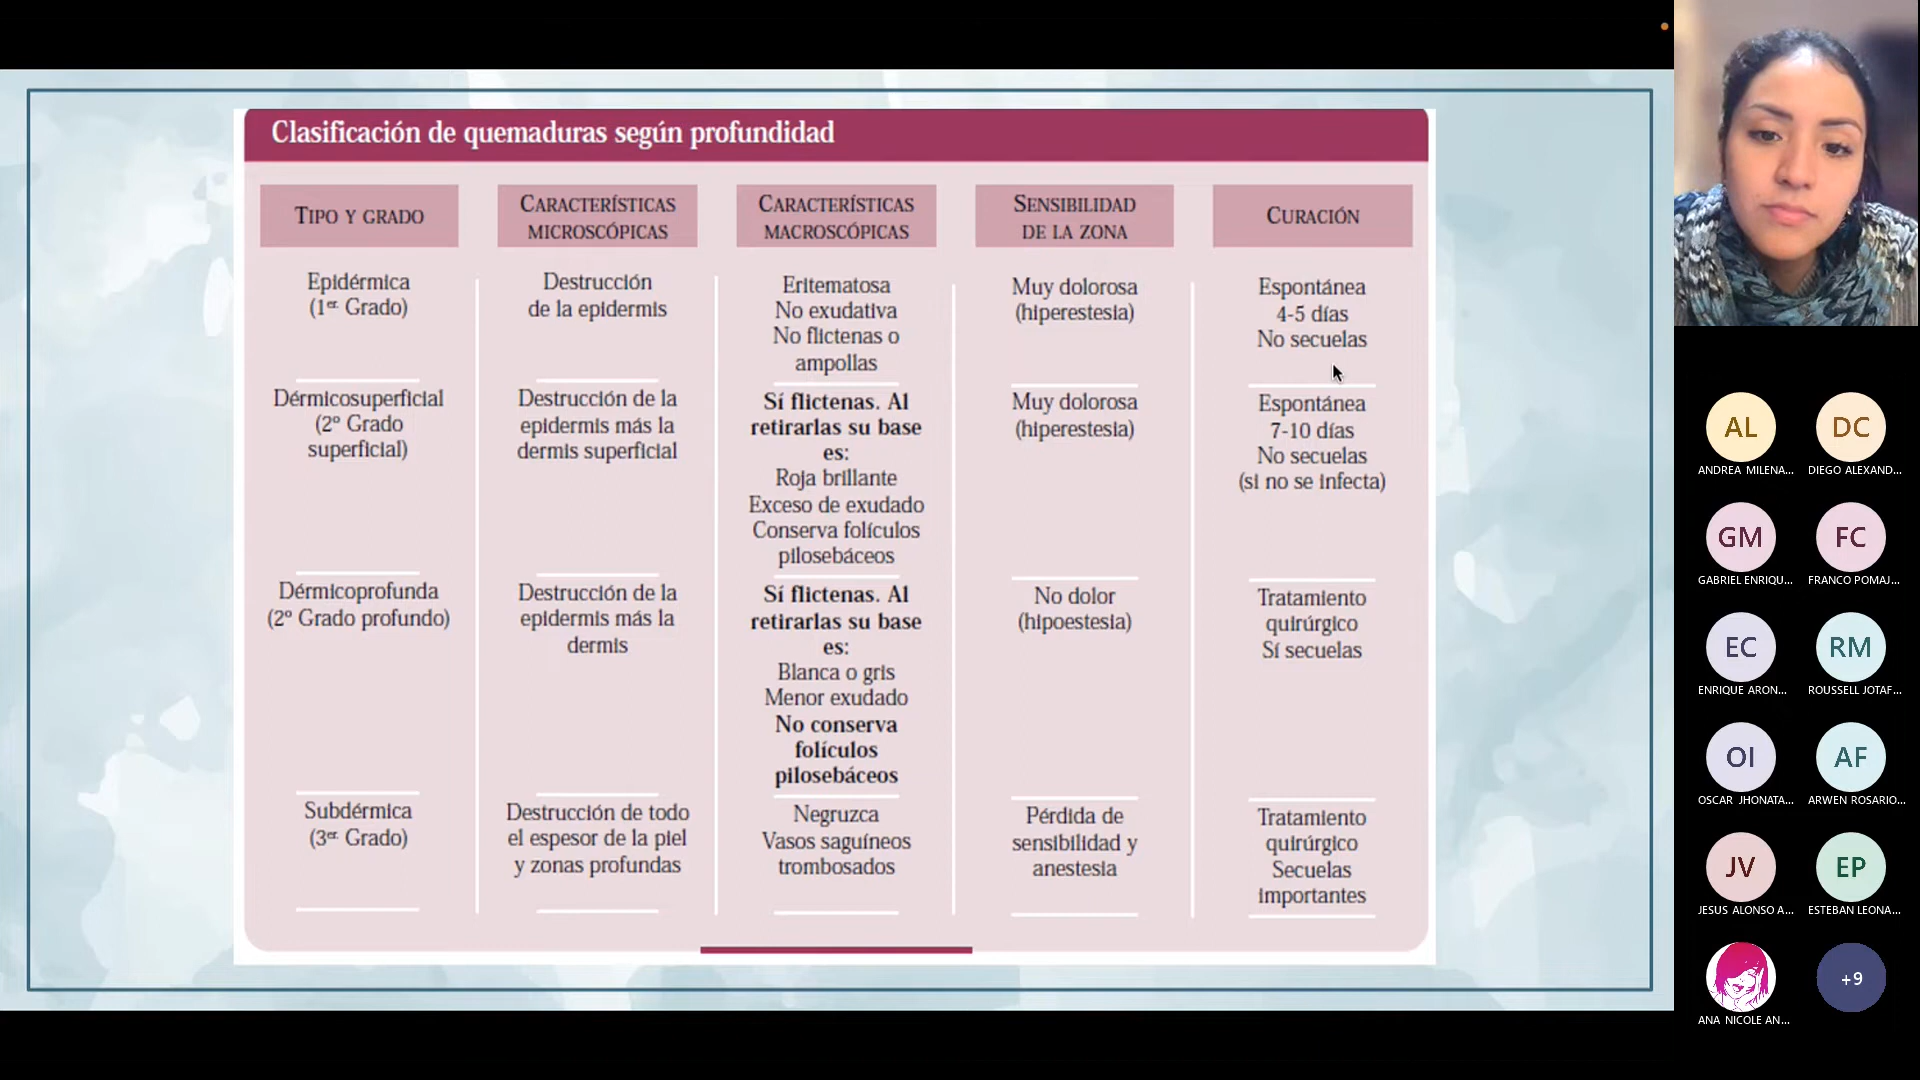 Clasificación de quemaduras según profundidad
TIPO Y GRADO
CARACTERÍSTICAS
MICROSCÓPICAS
CARACTERÍSTICAS
MACROSCÓPICAS
SENSIBILIDAD
DE LA ZONA
CURACIÓN
Epidérmica
(1er Grado)
Destrucción
de la epidermis
Eritematosa
No exudativa
No flictenas o
ampollas
Muy dolorosa
(hiperestesia)
Espontánea
4-5 días
No secuelas
Dérmicosuperficial
(2º Grado
superficial)
Destrucción de la
epidermis más la
dermis superficial
Sí flictenas. Al
retirarlas su base
es:
Roja brillante
Exceso de exudado
Conserva folículos
pilosebáceos
Muy dolorosa
(hiperestesia)
Espontánea
7-10 días
No secuelas
(si no se infecta)
Dérmicoprofunda
(2º Grado profundo)
Destrucción de la
epidermis más la
dermis
Sí flictenas. Al
retirarlas su base
es:
Blanca o gris
Menor exudado
No conserva
folículos
pilosebáceos
No dolor
(hipoestesia)
Tratamiento
quirúrgico
Sí secuelas
Subdérmica
(3er Grado)
Destrucción de todo
el espesor de la piel
y zonas profundas
Negruzca
Vasos saguíneos
trombosados
Pérdida de
sensibilidad y
anestesia
Tratamiento
quirúrgico
Secuelas
importantes
AL
ANDREA MILENA...
DC
DIEGO ALEXAND...
GM
GABRIEL ENRIQU...
FC
FRANCO POMAJ...
EC
ENRIQUE ARON...
RM
ROUSSELL JOTAF...
OI
OSCAR JHONATA...
AF
ARWEN ROSARIO...
JV
JESUS ALONSO A...
EP
ESTEBAN LEONA...
ANA NICOLE AN...
+9